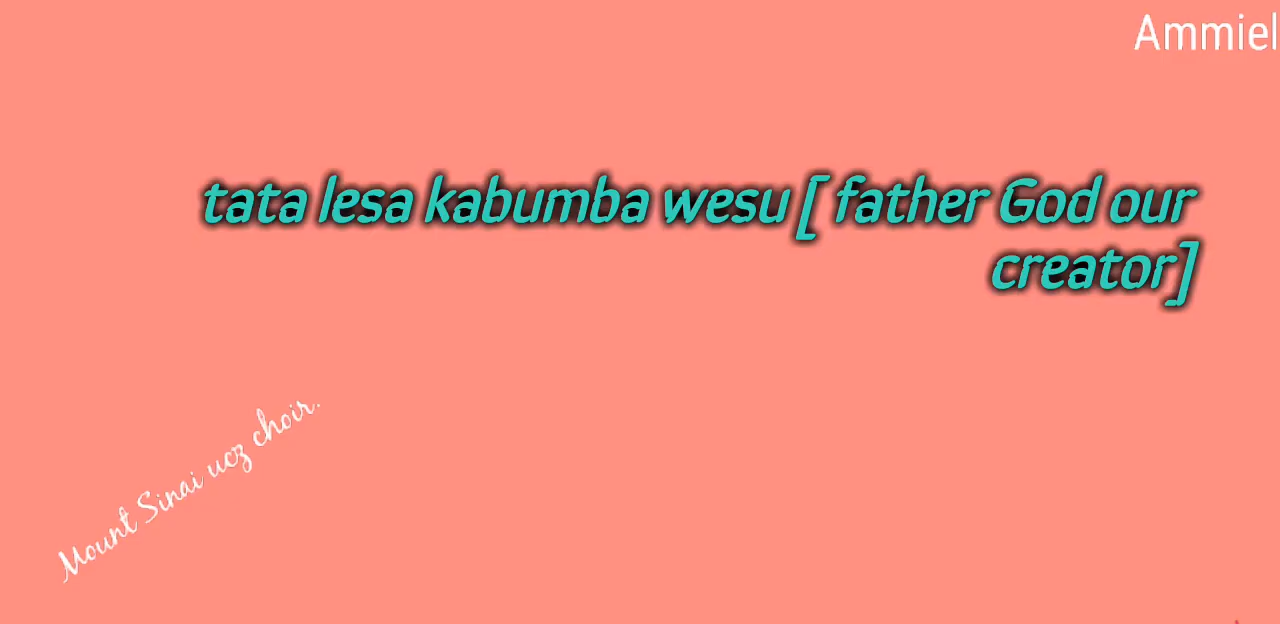 Ammiel
tata lesa kabumba wesu [ father God our
creator]
Mount Sinai ucz choir.